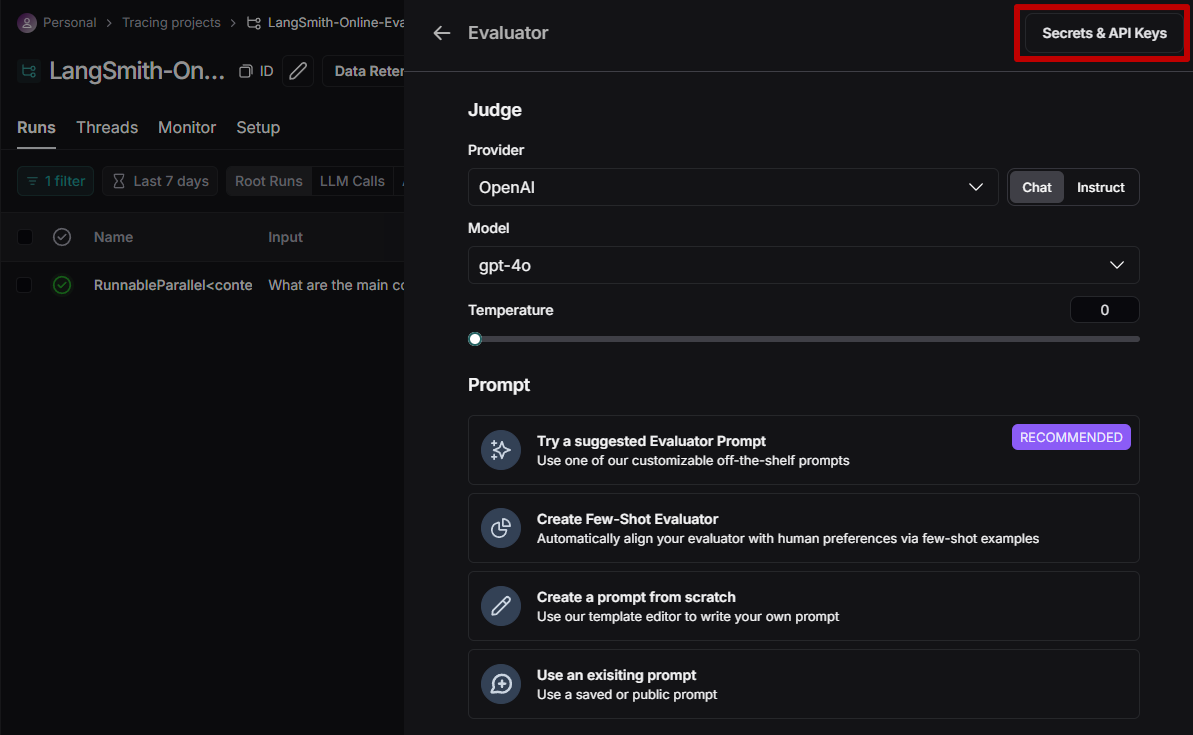 Personal > Tracing projects > LangSmith-Online-Eva
LangSmith-On... ID Data Reten
Runs Threads Monitor Setup
1 filter Last 7 days Root Runs LLM Calls
Name Input
RunnableParallel<conte What are the main co
Evaluator Secrets & API Keys
Judge
Provider
OpenAI Chat Instruct
Model
gpt-4o
Temperature 0
Prompt
Try a suggested Evaluator Prompt RECOMMENDED
Use one of our customizable off-the-shelf prompts
Create Few-Shot Evaluator
Automatically align your evaluator with human preferences via few-shot examples
Create a prompt from scratch
Use our template editor to write your own prompt
Use an exisiting prompt
Use a saved or public prompt